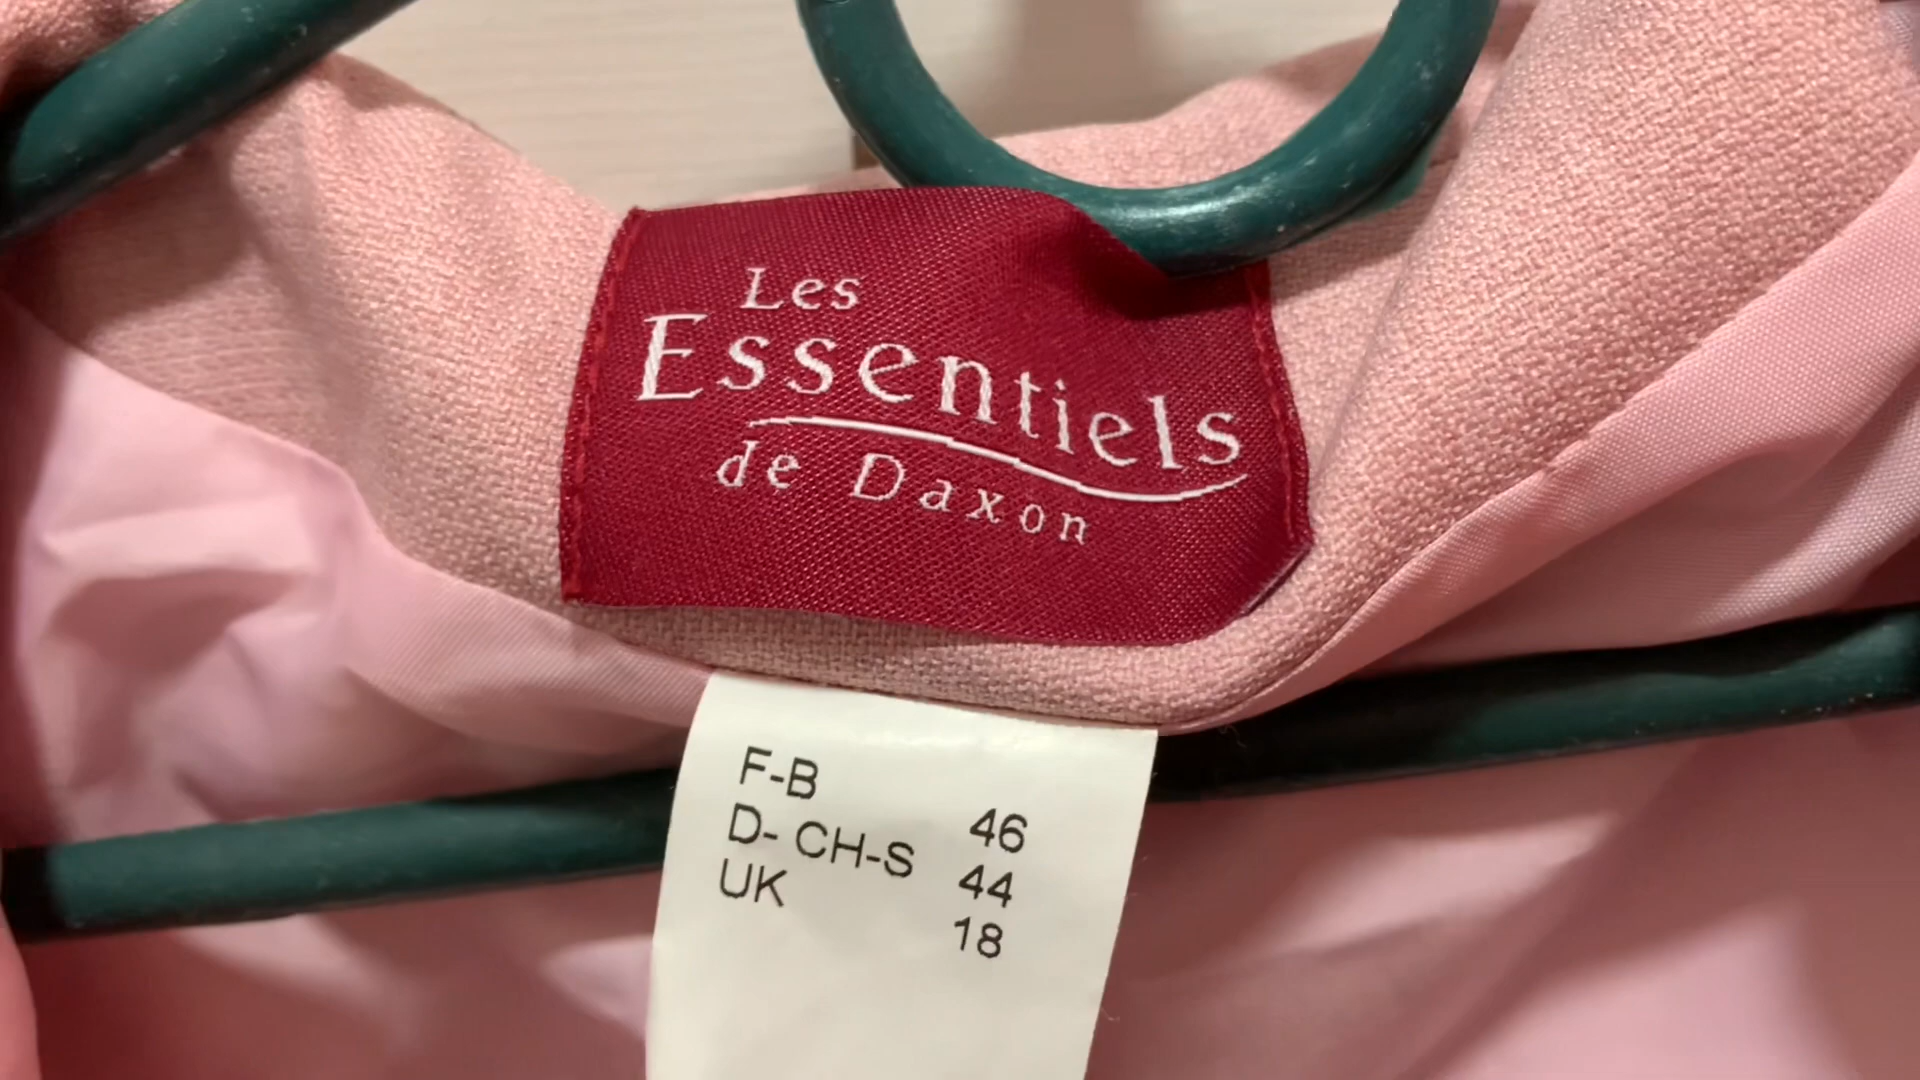 Les
Essentiels
de Daxon
F-B 46
D- CH-S 44
UK 18